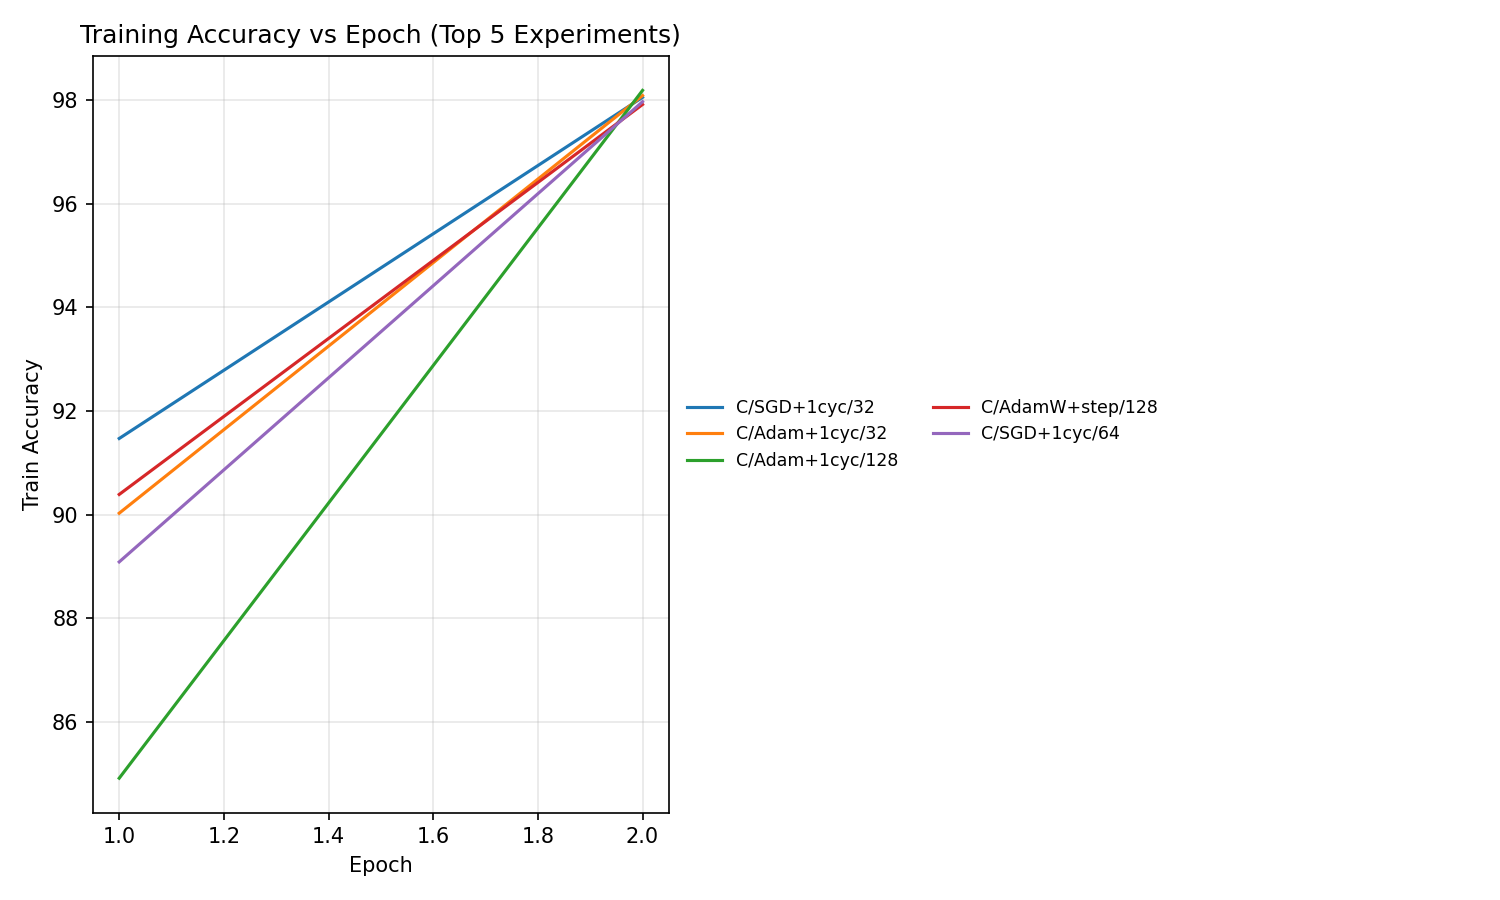 Training Accuracy vs Epoch (Top 5 Experiments)
98
96
94
92
90
88
86
Train Accuracy
1.0 1.2 1.4 1.6 1.8 2.0
Epoch
C/SGD+1cyc/32
C/Adam+1cyc/32
C/Adam+1cyc/128
C/AdamW+step/128
C/SGD+1cyc/64